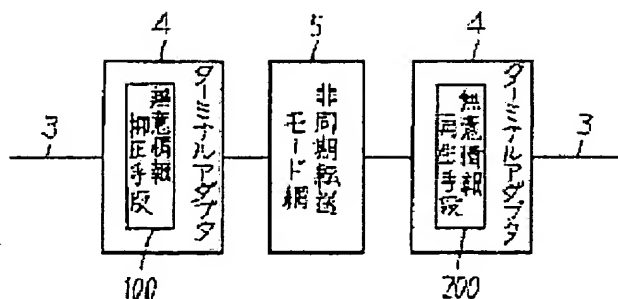 4
5
4
3
3
ターミナルアダプタ
無意情報
抑圧手段
非同期転送
モード網
ターミナルアダプタ
無意情報
再生手段
100
200